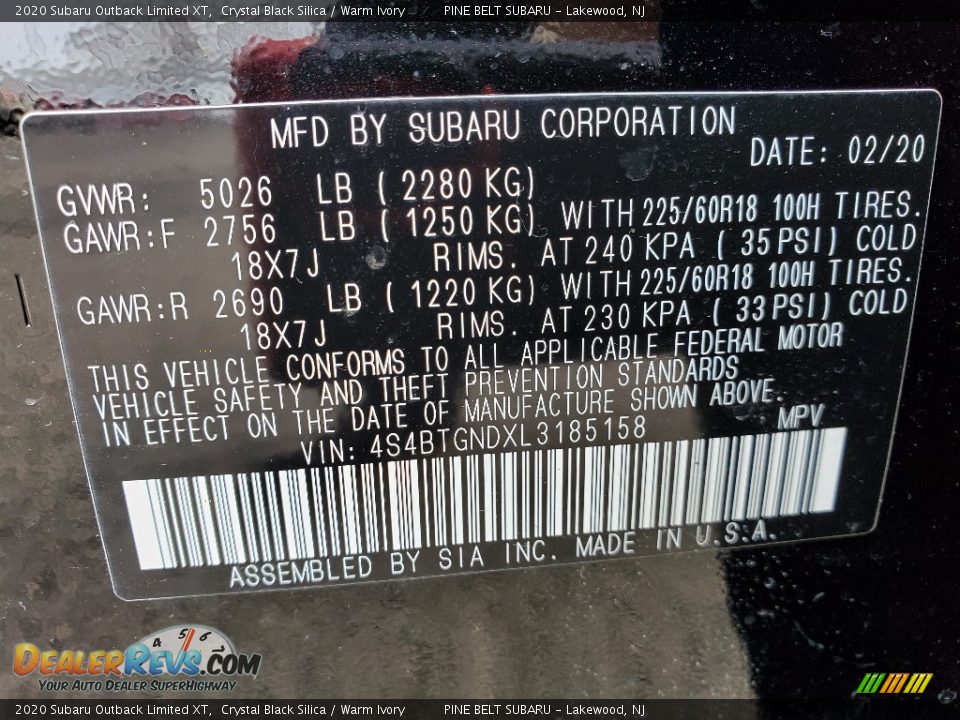 2020 Subaru Outback Limited XT, Crystal Black Silica / Warm Ivory PINE BELT SUBARU - Lakewood, NJ
MFD BY SUBARU CORPORATION
DATE: 02/20
GVWR: 5026 LB ( 2280 KG)
GAWR:F 2756 LB ( 1250 KG) WITH 225/60R18 100H TIRES.
18X7J RIMS. AT 240 KPA ( 35 PSI) COLD
GAWR:R 2690 LB ( 1220 KG) WITH 225/60R18 100H TIRES.
18X7J RIMS. AT 230 KPA ( 33 PSI) COLD
THIS VEHICLE CONFORMS TO ALL APPLICABLE FEDERAL MOTOR
VEHICLE SAFETY AND THEFT PREVENTION STANDARDS
IN EFFECT ON THE DATE OF MANUFACTURE SHOWN ABOVE.
VIN: 4S4BTGNDXL3185158 MPV
ASSEMBLED BY SIA INC. MADE IN U.S.A.
4 5 6
DEALERREVS.COM
YOUR AUTO DEALER SUPERHIGHWAY
2020 Subaru Outback Limited XT, Crystal Black Silica / Warm Ivory PINE BELT SUBARU - Lakewood, NJ